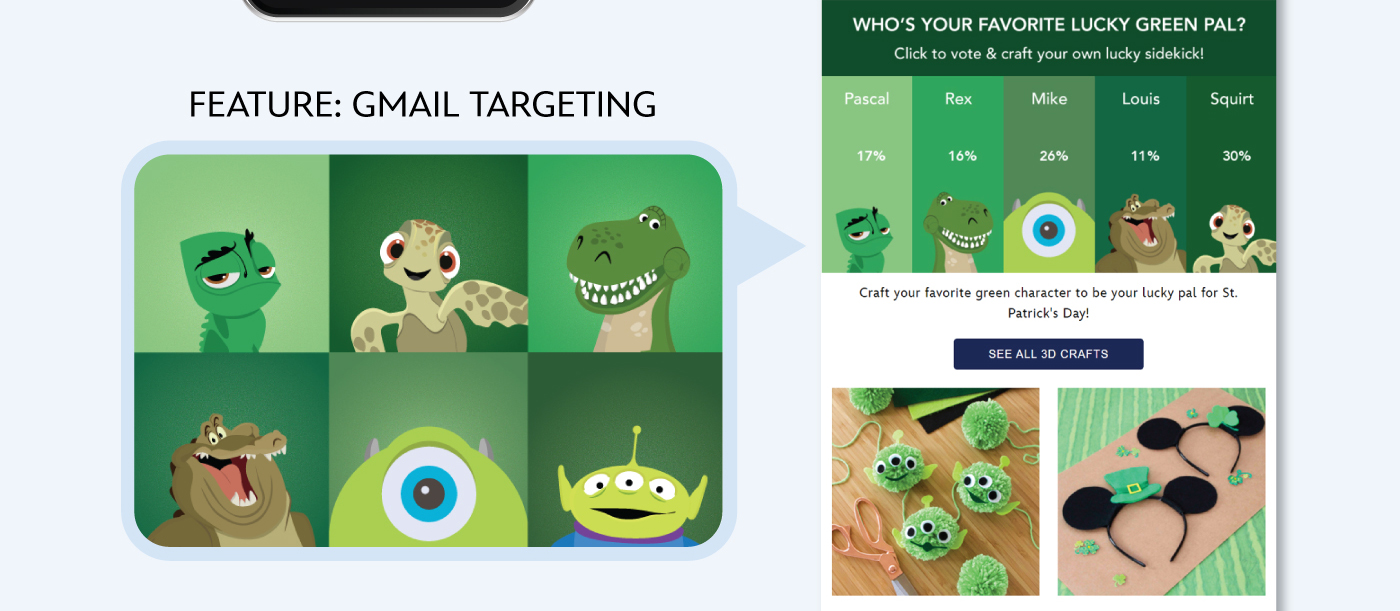 FEATURE: GMAIL TARGETING
WHO'S YOUR FAVORITE LUCKY GREEN PAL?
Click to vote & craft your own lucky sidekick!
Pascal Rex Mike Louis Squirt
17% 16% 26% 11% 30%
Craft your favorite green character to be your lucky pal for St.
Patrick's Day!
SEE ALL 3D CRAFTS